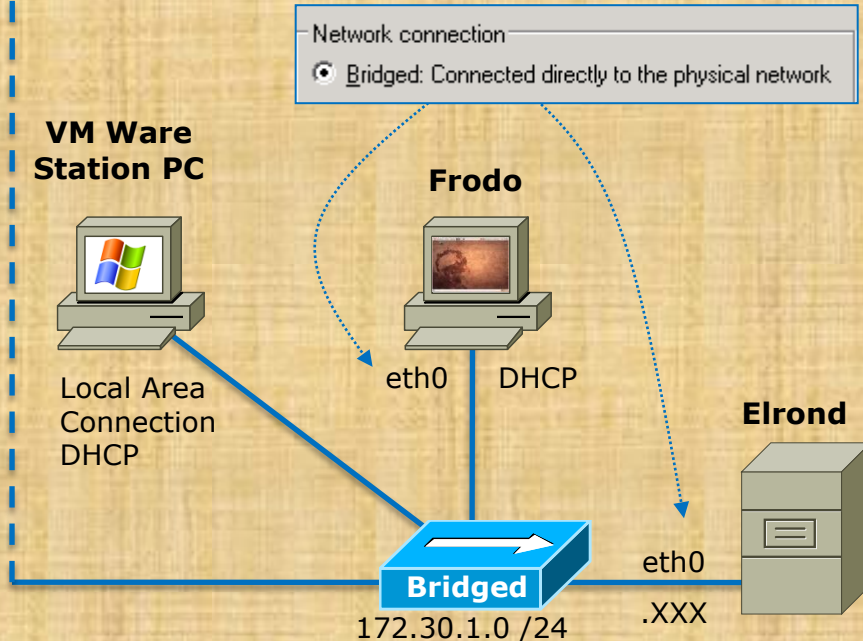 Network connection
Bridged: Connected directly to the physical network
VM Ware
Station PC
Frodo
eth0
DHCP
Local Area
Connection
DHCP
Elrond
eth0
.XXX
Bridged
172.30.1.0 /24